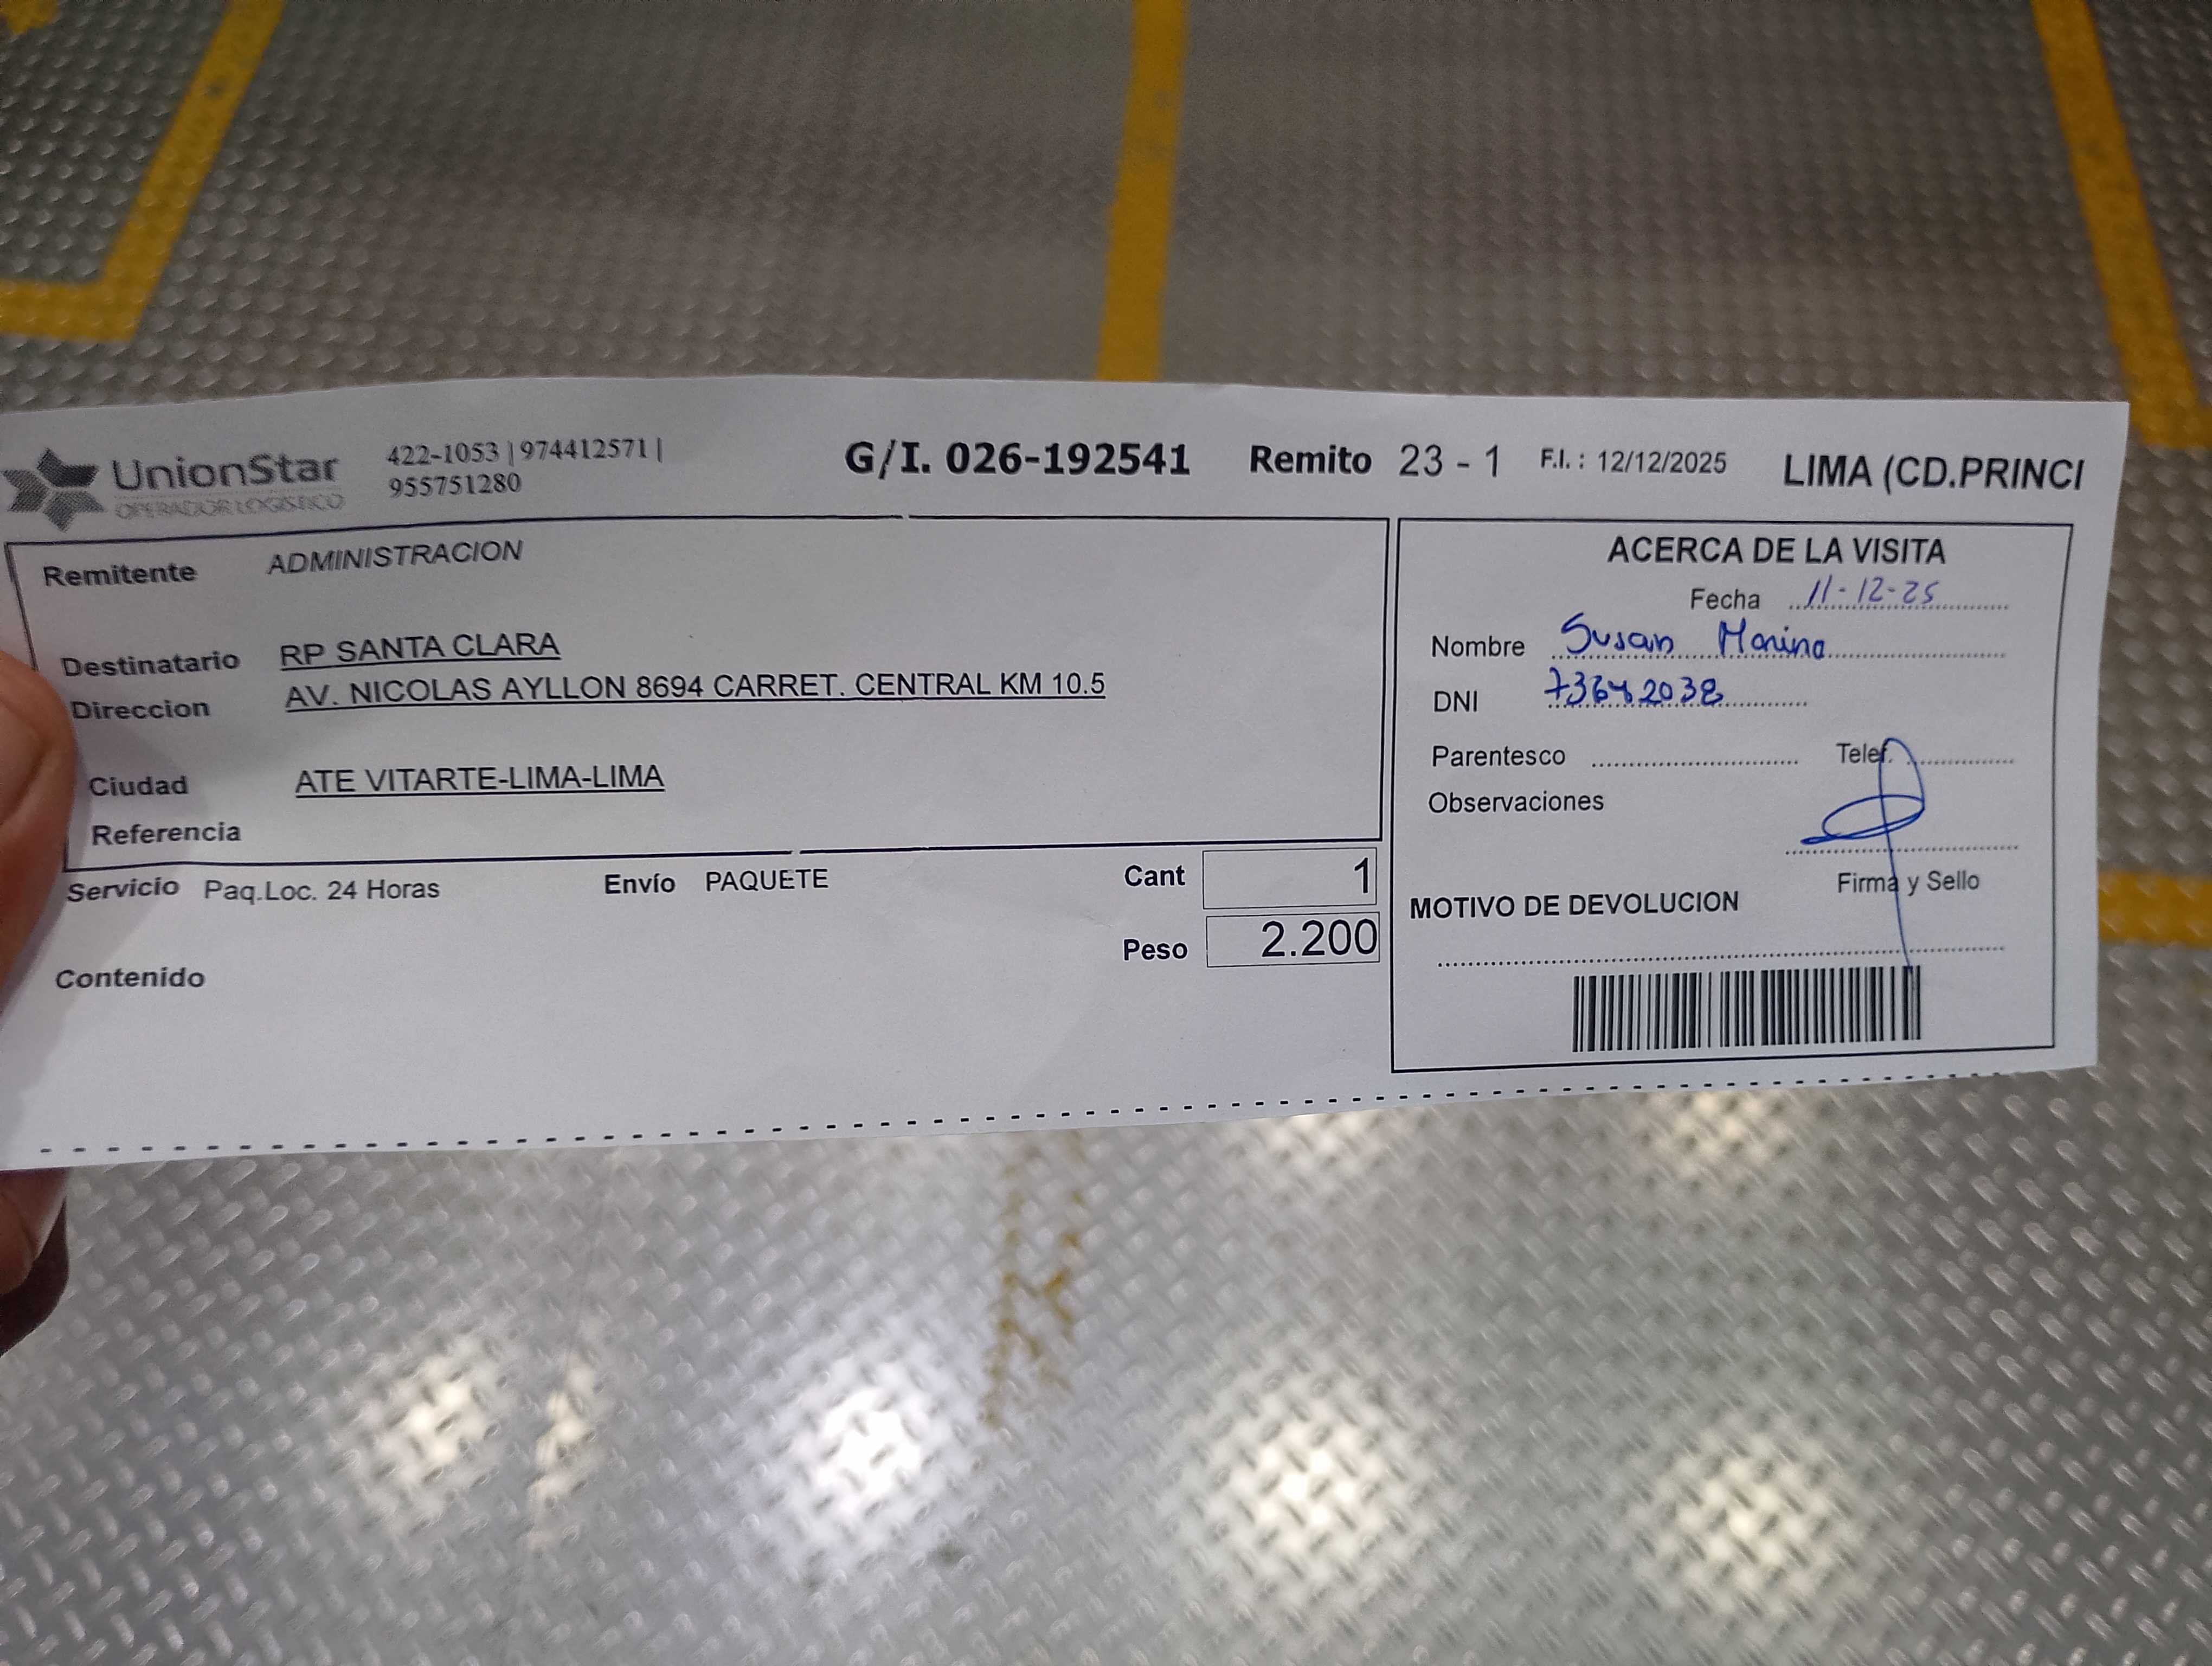 UnionStar
OPERADOR LOGISTICO
422-1053 | 974412571 |
955751280
G/I. 026-192541 Remito 23 - 1 F.I. : 12/12/2025 LIMA (CD.PRINCI
Remitente ADMINISTRACION
Destinatario RP SANTA CLARA
Direccion AV. NICOLAS AYLLON 8694 CARRET. CENTRAL KM 10.5
Ciudad ATE VITARTE-LIMA-LIMA
Referencia
Servicio Paq.Loc. 24 Horas Envío PAQUETE Cant 1
Peso 2.200
Contenido
ACERCA DE LA VISITA
Fecha 11-12-25
Nombre Susan
DNI
Parentesco Telef.
Observaciones
Firma y Sello
MOTIVO DE DEVOLUCION